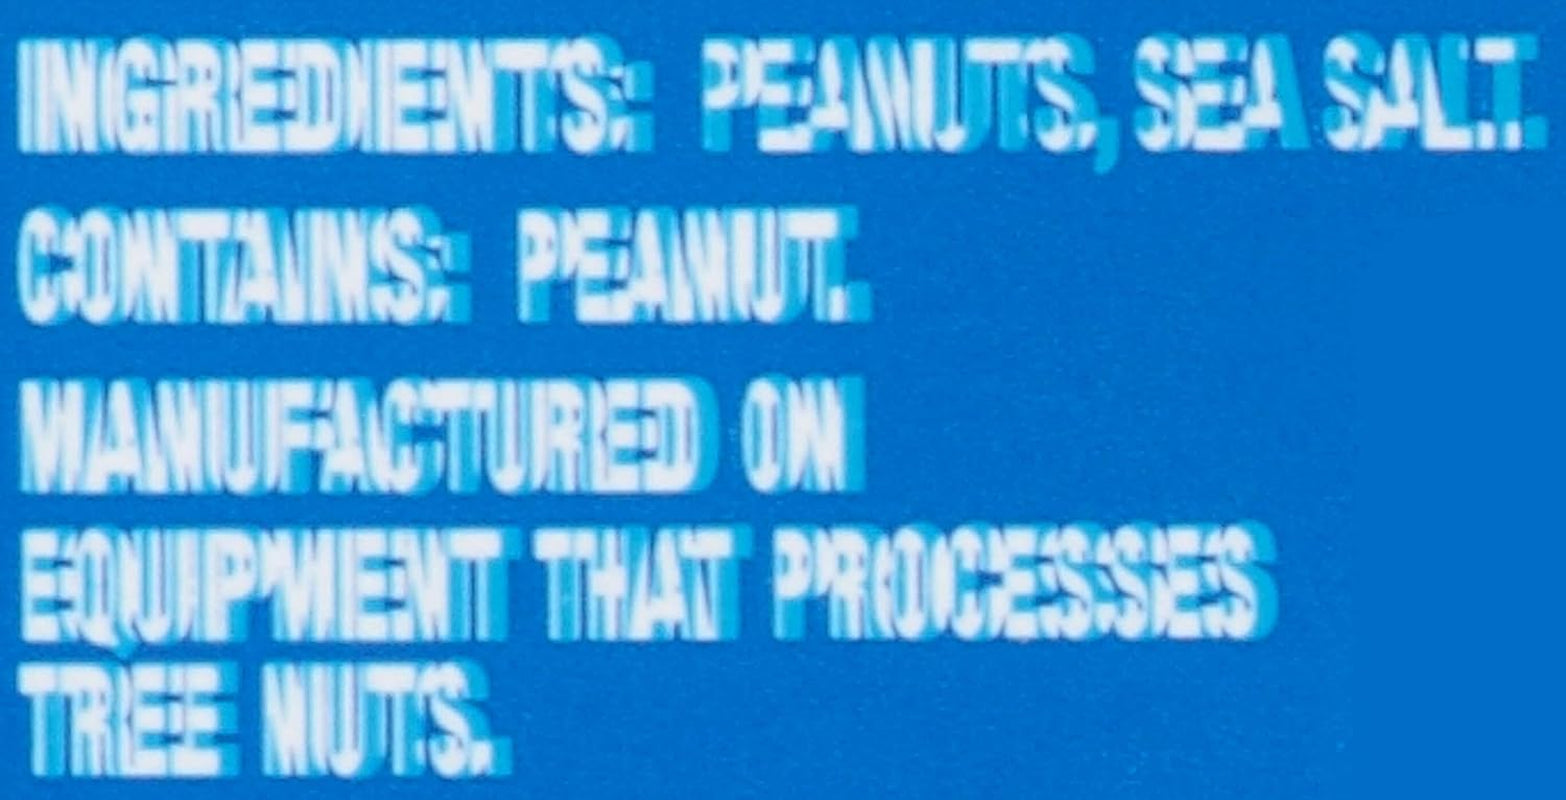 INGREDIENTS: PEANUTS, SEA SALT.
CONTAINS: PEANUT.
MANUFACTURED ON
EQUIPMENT THAT PROCESSES
TREE NUTS.